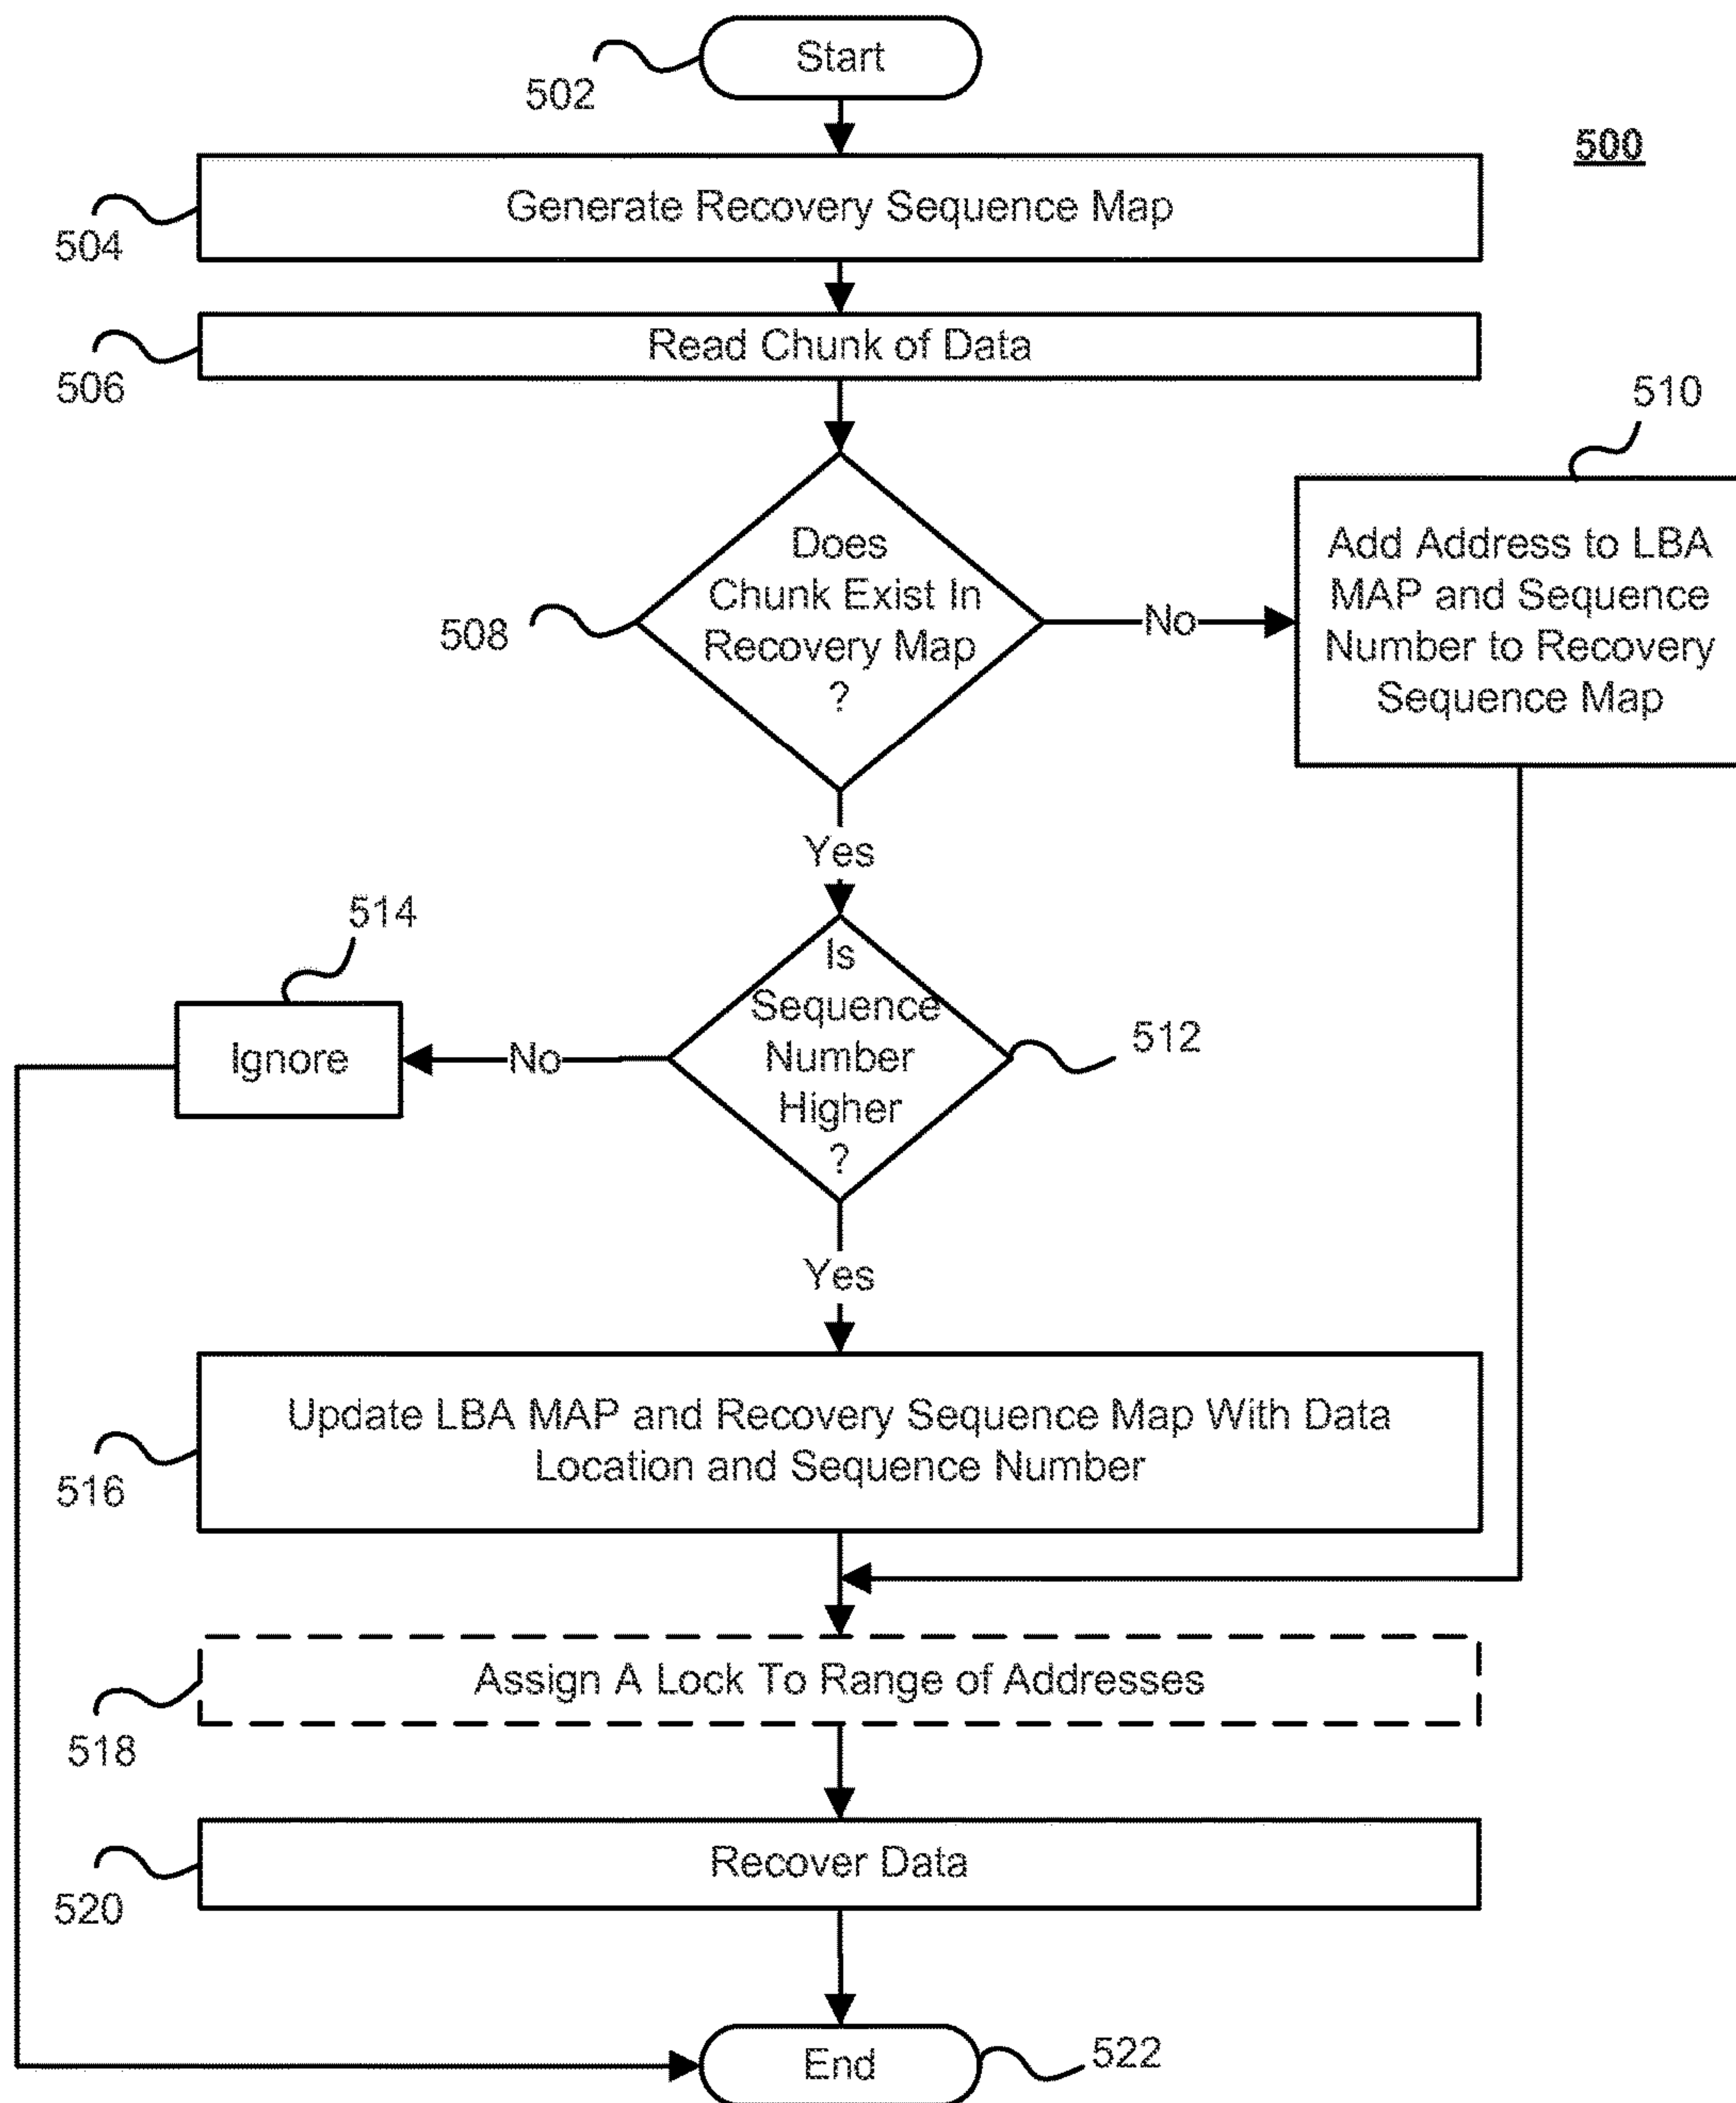 Start
502
500
Generate Recovery Sequence Map
504
Read Chunk of Data
506
510
Does
Chunk Exist In
Recovery Map
?
508
No
Add Address to LBA
MAP and Sequence
Number to Recovery
Sequence Map
Yes
514
Is
Sequence
Number
Higher
?
512
No
Ignore
Yes
Update LBA MAP and Recovery Sequence Map With Data
Location and Sequence Number
516
Assign A Lock To Range of Addresses
518
Recover Data
520
End
522